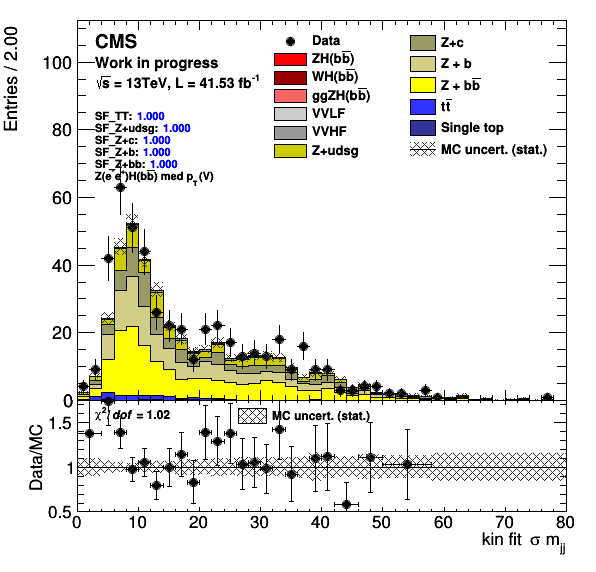 Entries / 2.00
CMS
Work in progress
√s = 13TeV, L = 41.53 fb⁻¹
SF_TT: 1.000
SF_Z+udsg: 1.000
SF_Z+c: 1.000
SF_Z+b: 1.000
SF_Z+bb: 1.000
Z(e⁻e⁺)H(bb̅) med p_T(V)
Data
ZH(bb̅)
WH(bb̅)
ggZH(bb̅)
VVLF
VVHF
Z+udsg
Z+c
Z + b
Z + bb̅
tt̅
Single top
MC uncert. (stat.)
100
80
60
40
20
0
χ²/ dof = 1.02
MC uncert. (stat.)
Data/MC
1.5
1
0.5
0 10 20 30 40 50 60 70 80
kin fit σ m_jj